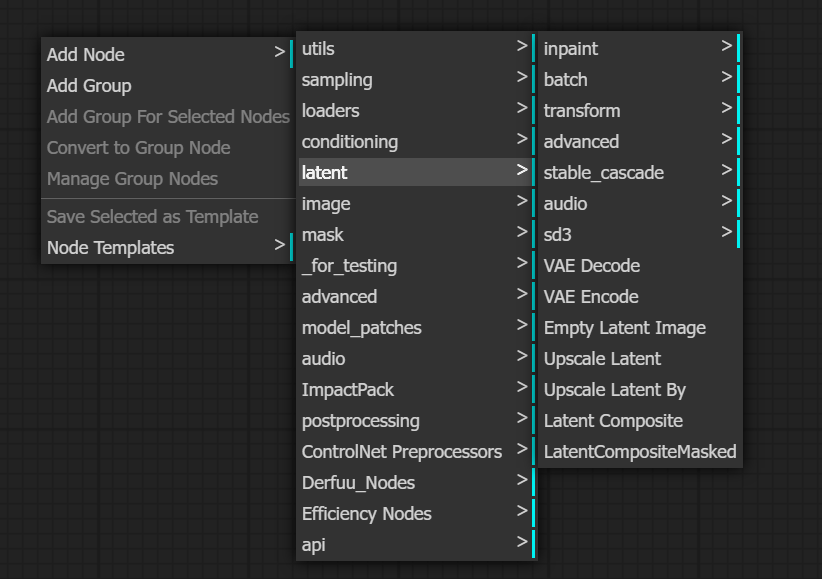 Add Node >
Add Group
Add Group For Selected Nodes
Convert to Group Node
Manage Group Nodes
Save Selected as Template
Node Templates >
utils >
sampling >
loaders >
conditioning >
latent >
image >
mask >
_for_testing >
advanced >
model_patches >
audio >
ImpactPack >
postprocessing >
ControlNet Preprocessors >
Derfuu_Nodes >
Efficiency Nodes >
api >
inpaint >
batch >
transform >
advanced >
stable_cascade >
audio >
sd3 >
VAE Decode
VAE Encode
Empty Latent Image
Upscale Latent
Upscale Latent By
Latent Composite
LatentCompositeMasked